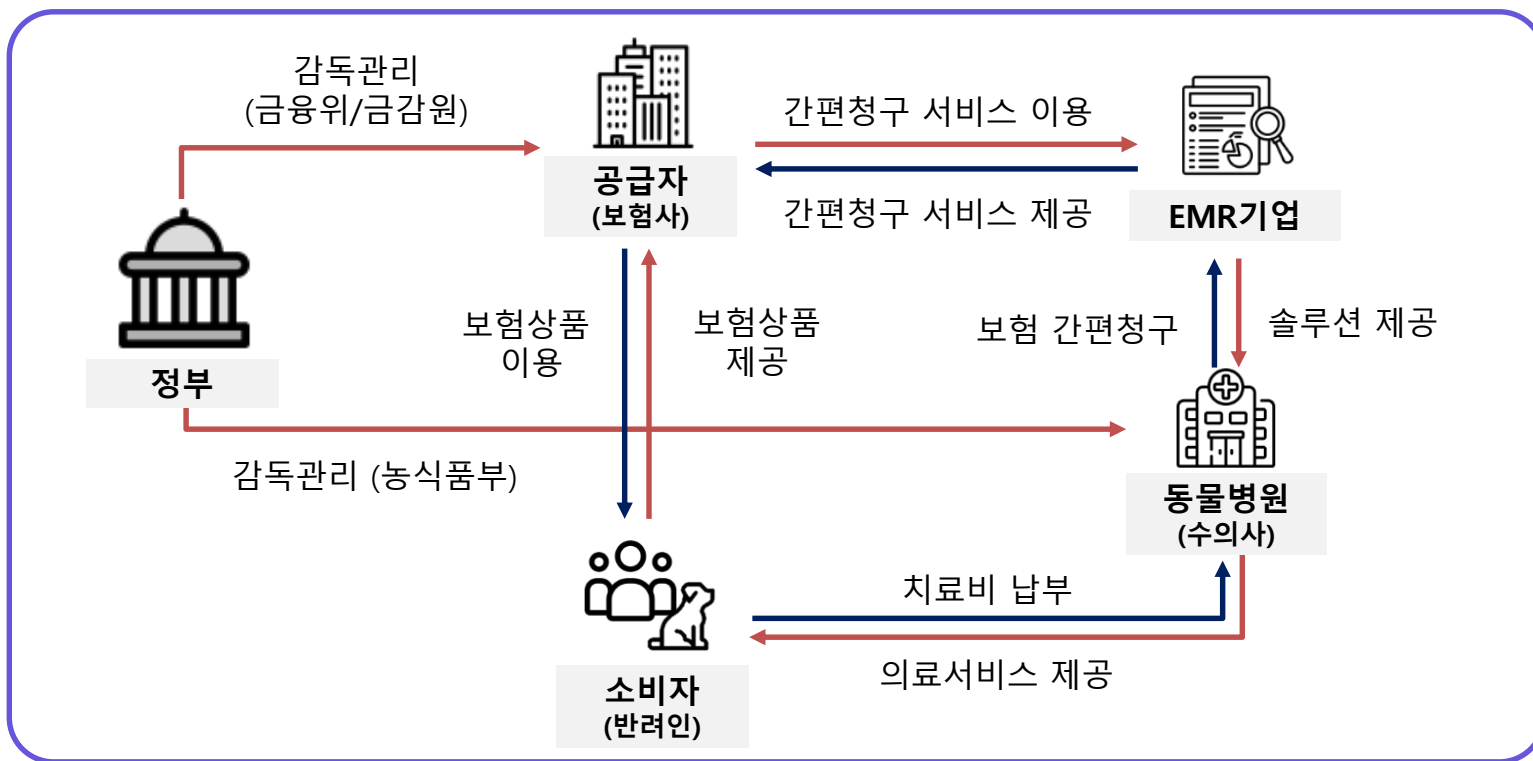 감독관리
(금융위/금감원)
공급자
(보험사)
간편청구 서비스 이용
간편청구 서비스 제공
EMR기업
정부
보험상품
이용
보험상품
제공
보험 간편청구
솔루션 제공
감독관리 (농식품부)
동물병원
(수의사)
치료비 납부
의료서비스 제공
소비자
(반려인)